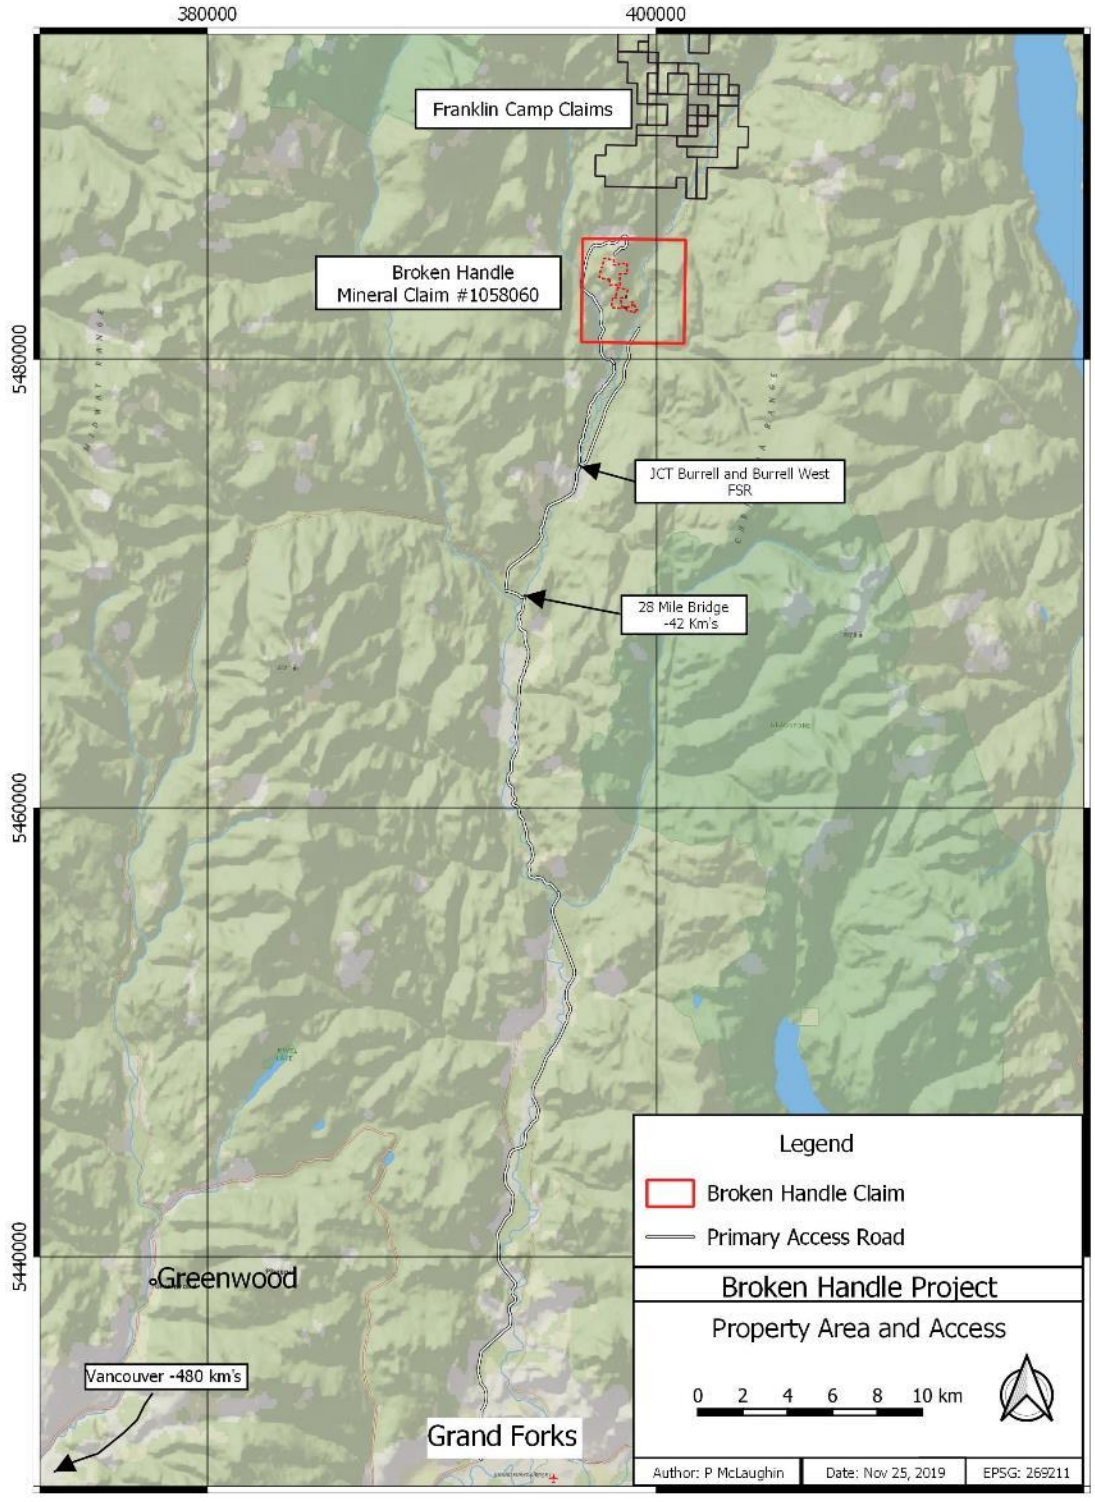 380000
400000
Franklin Camp Claims
Broken Handle
Mineral Claim #1058060
5480000
MIDWAY RANGE
JCT Burrell and Burrell West
FSR
28 Mile Bridge
-42 Km's
5460000
Legend
Broken Handle Claim
Primary Access Road
5440000
Greenwood
Broken Handle Project
Property Area and Access
Vancouver -480 km's
0 2 4 6 8 10 km
Grand Forks
Author: P McLaughin
Date: Nov 25, 2019
EPSG: 269211